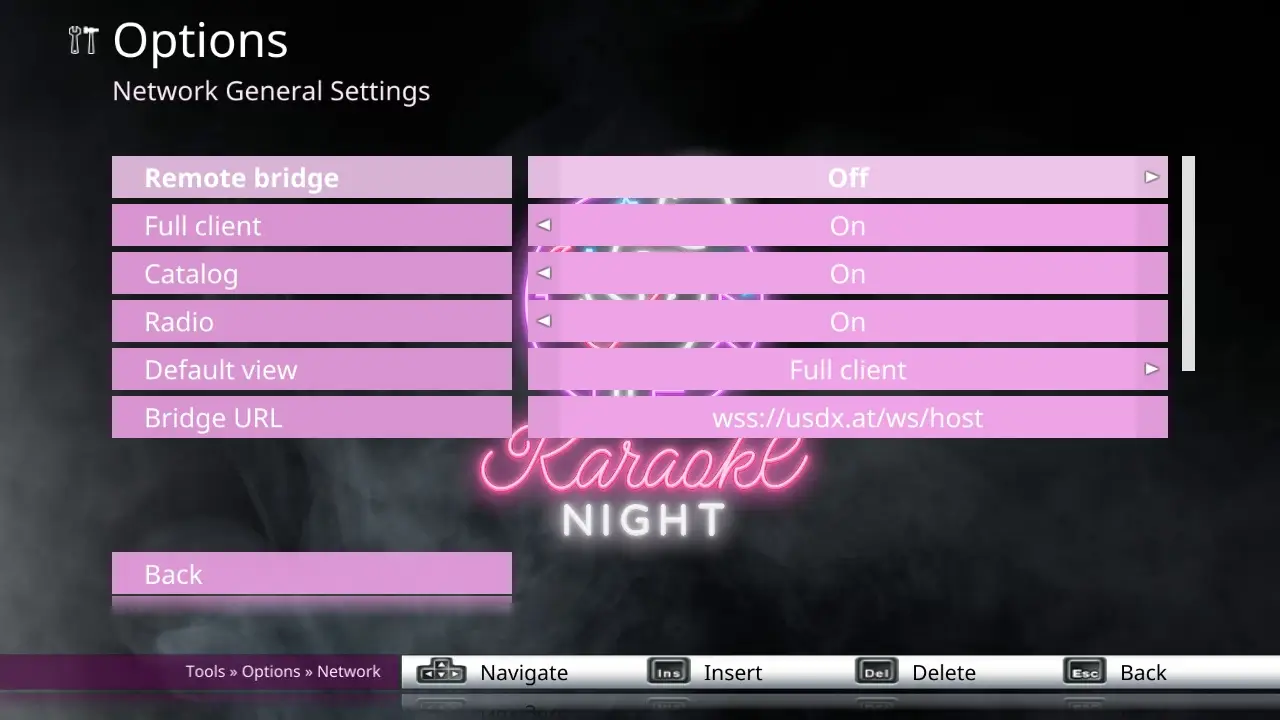 Options
Network General Settings
Remote bridge Off
Full client On
Catalog On
Radio On
Default view Full client
Bridge URL wss://usdx.at/ws/host
Karaoke
NIGHT
Back
Tools » Options » Network Navigate Ins Insert Del Delete Esc Back